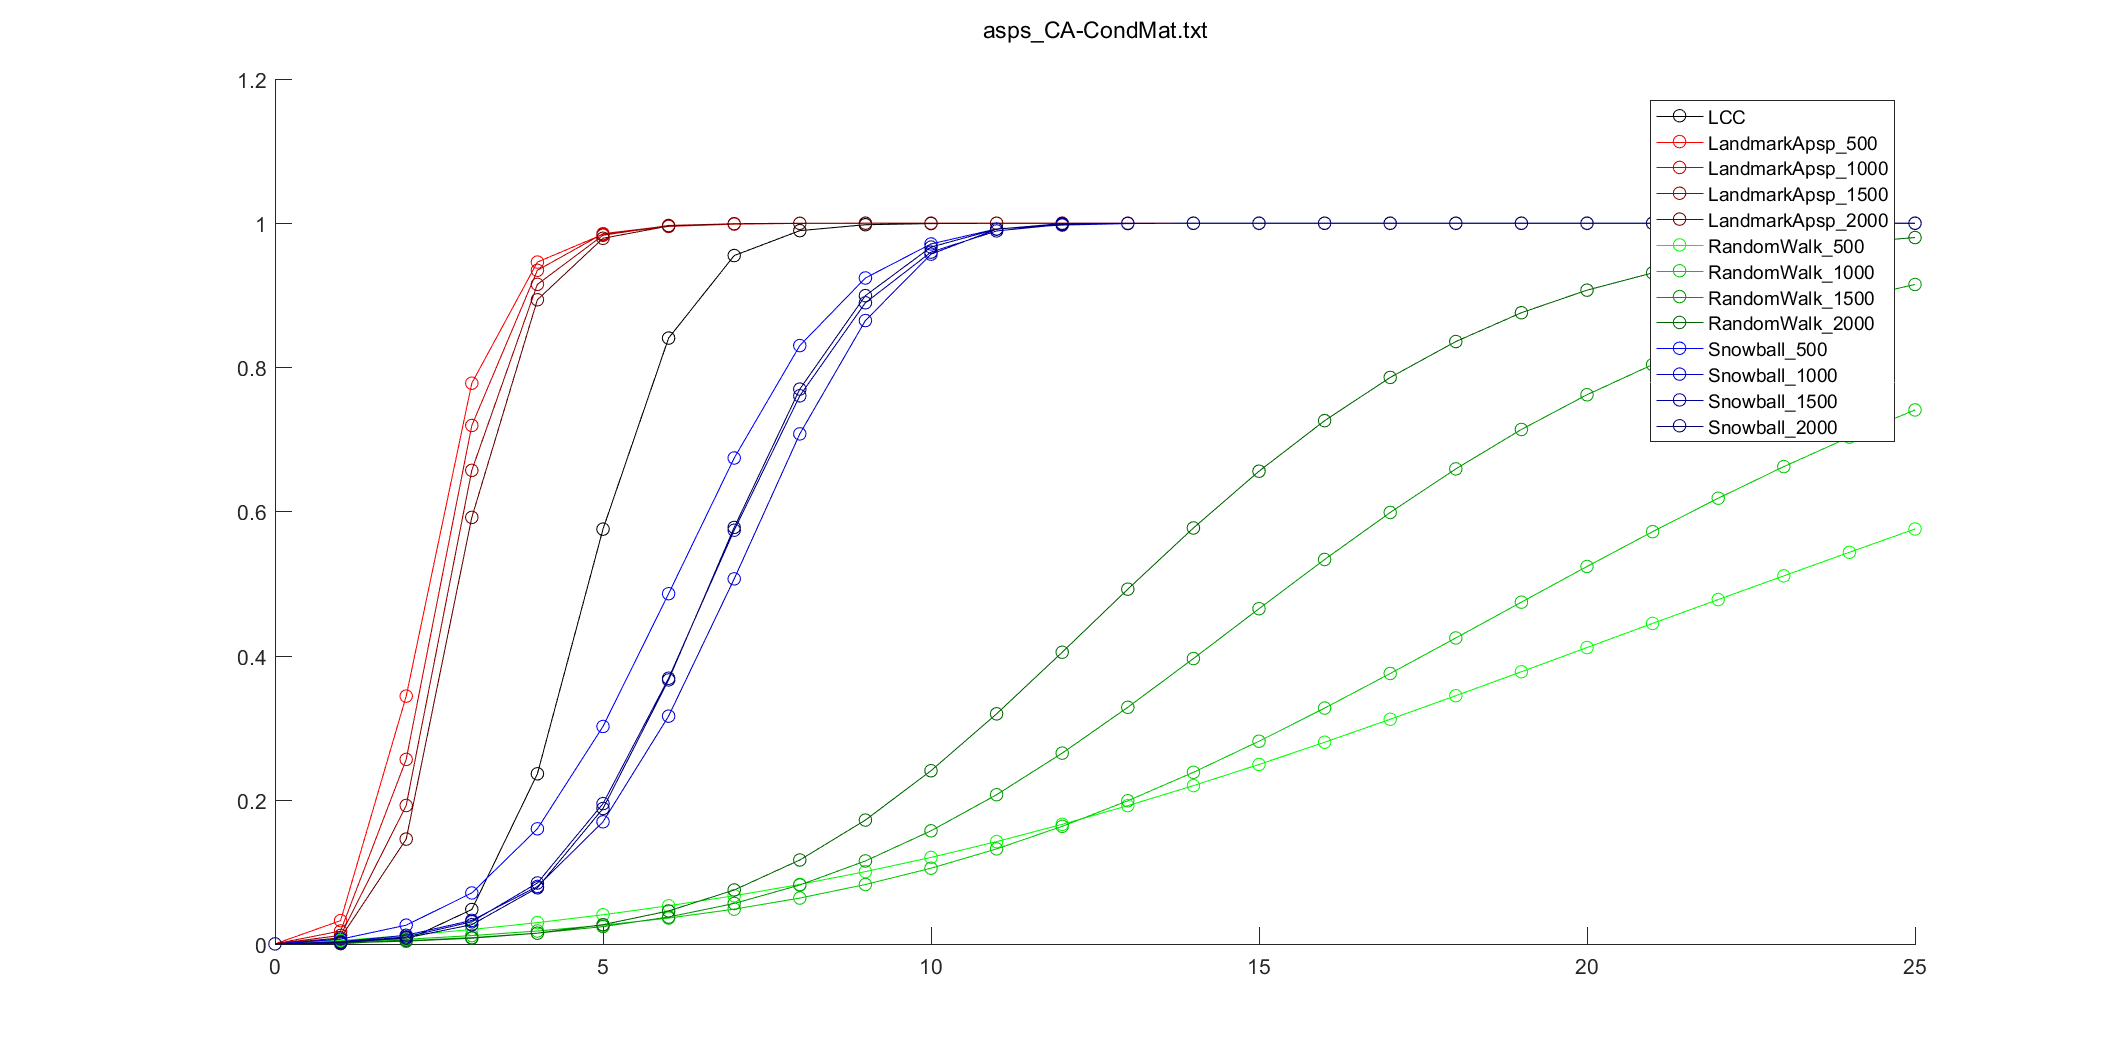 asps_CA-CondMat.txt
1.2
1
0.8
0.6
0.4
0.2
0
0 5 10 15 20 25
LCC
LandmarkApsp_500
LandmarkApsp_1000
LandmarkApsp_1500
LandmarkApsp_2000
RandomWalk_500
RandomWalk_1000
RandomWalk_1500
RandomWalk_2000
Snowball_500
Snowball_1000
Snowball_1500
Snowball_2000